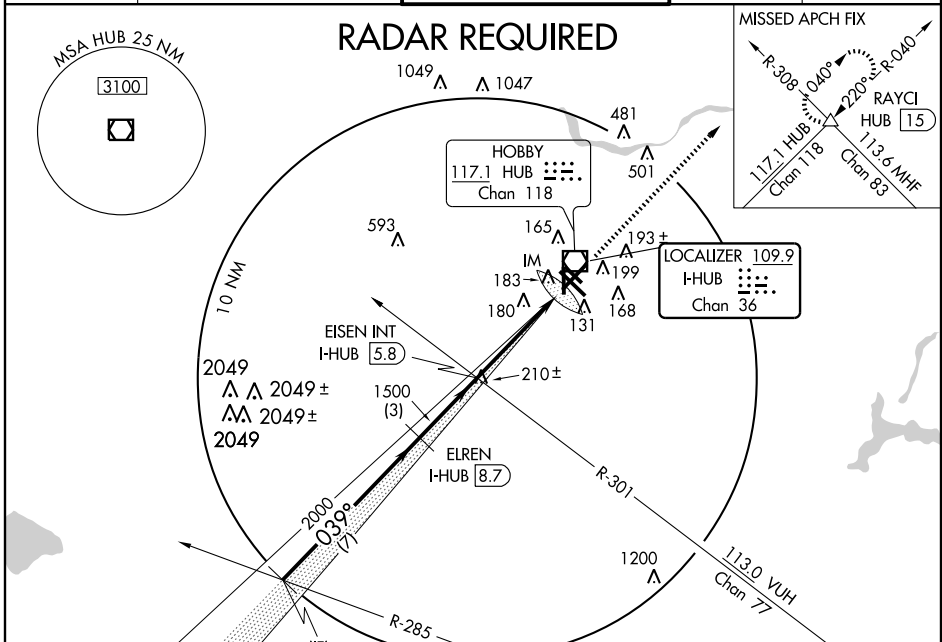 RADAR REQUIRED
MSA HUB 25 NM
3100
MISSED APCH FIX
R-308
040°
R-040
220°
RAYCI
HUB 15
117.1 HUB
Chan 118
113.6 MHF
Chan 83
1049
1047
481
501
HOBBY
117.1 HUB
Chan 118
593
165
193 ±
LOCALIZER 109.9
I-HUB
Chan 36
IM
183
199
180
168
131
10 NM
EISEN INT
I-HUB 5.8
210 ±
2049
2049 ±
2049 ±
2049
1500
(3)
ELREN
I-HUB 8.7
R-301
2000
039°
(7)
1200
113.0 VUH
Chan 77
R-285